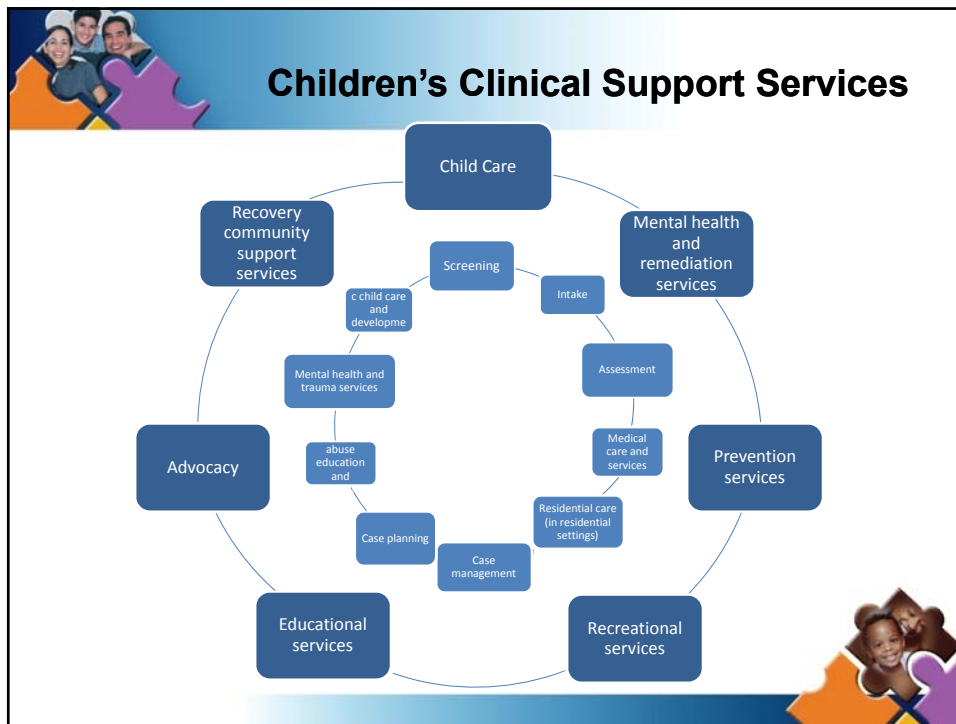 Children's Clinical Support Services
Child Care
Mental health
and
remediation
services
Prevention
services
Recreational
services
Educational
services
Advocacy
Recovery
community
support
services
Screening
Intake
Assessment
Medical
care and
services
Residential care
(in residential
settings)
Case
management
Case planning
abuse
education
and
Mental health and
trauma services
c child care
and
developme